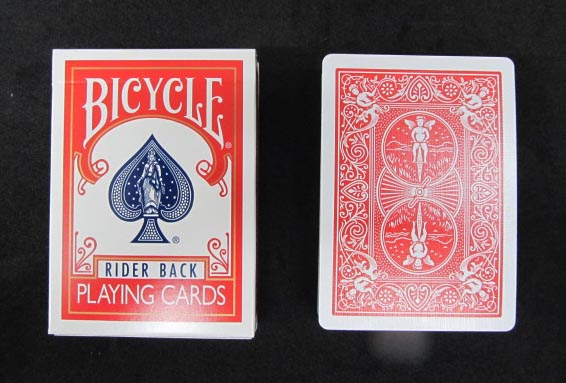 BICYCLE
®
®
RIDER BACK
PLAYING CARDS